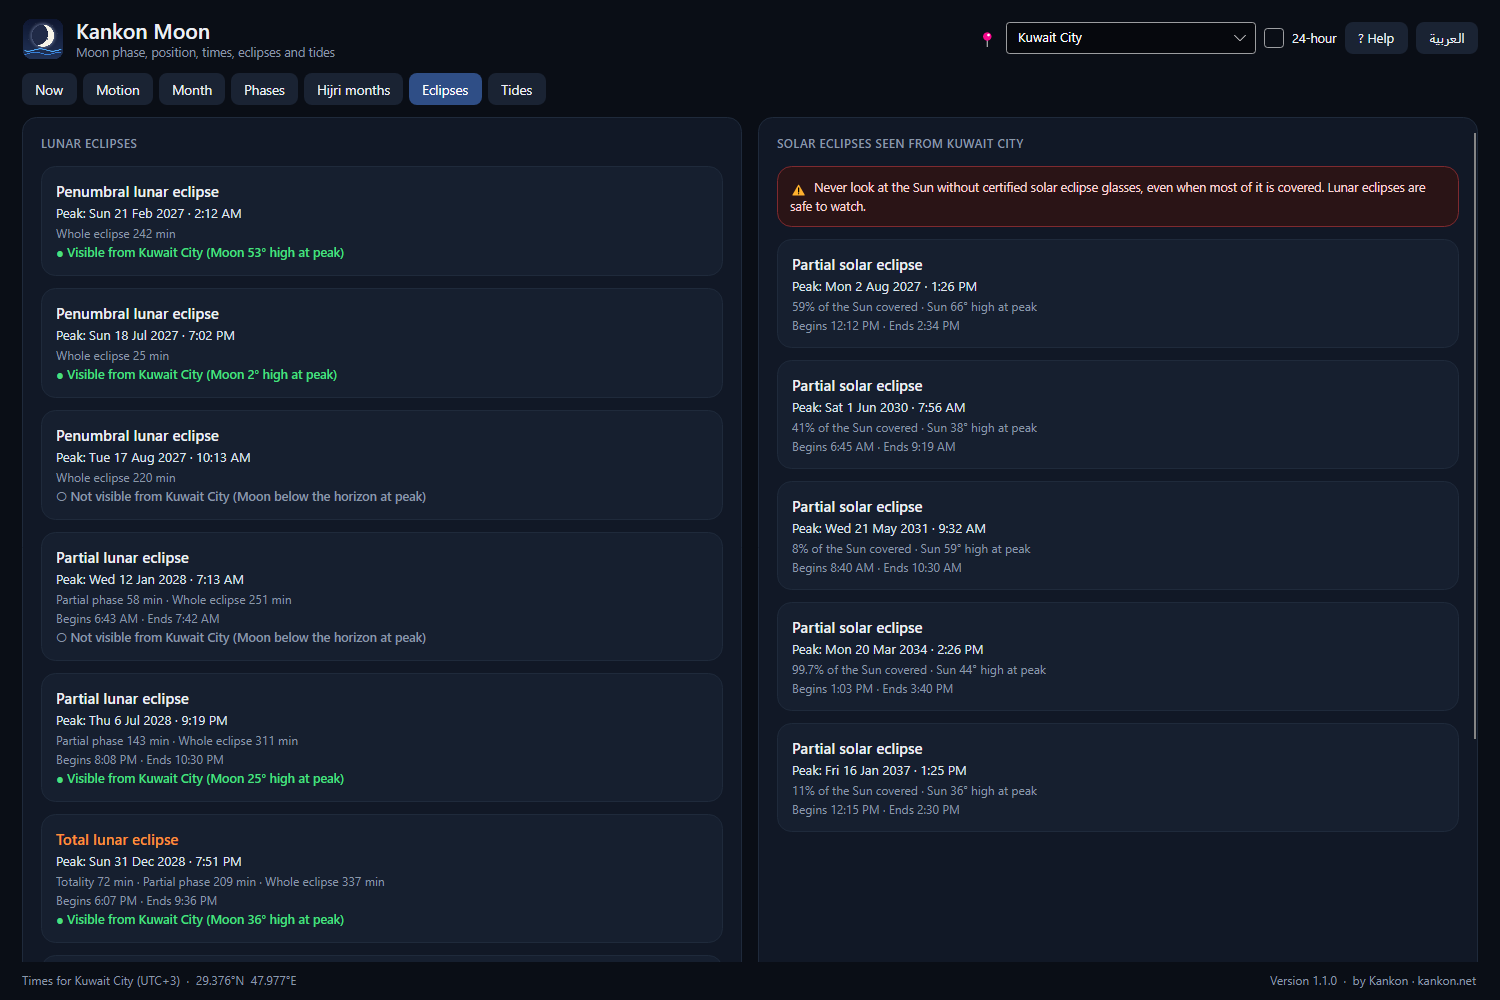 Kankon Moon
Moon phase, position, times, eclipses and tides
Kuwait City
24-hour
? Help
العربية
Now
Motion
Month
Phases
Hijri months
Eclipses
Tides
LUNAR ECLIPSES
Penumbral lunar eclipse
Peak: Sun 21 Feb 2027 · 2:12 AM
Whole eclipse 242 min
● Visible from Kuwait City (Moon 53° high at peak)
Penumbral lunar eclipse
Peak: Sun 18 Jul 2027 · 7:02 PM
Whole eclipse 25 min
● Visible from Kuwait City (Moon 2° high at peak)
Penumbral lunar eclipse
Peak: Tue 17 Aug 2027 · 10:13 AM
Whole eclipse 220 min
○ Not visible from Kuwait City (Moon below the horizon at peak)
Partial lunar eclipse
Peak: Wed 12 Jan 2028 · 7:13 AM
Partial phase 58 min · Whole eclipse 251 min
Begins 6:43 AM · Ends 7:42 AM
○ Not visible from Kuwait City (Moon below the horizon at peak)
Partial lunar eclipse
Peak: Thu 6 Jul 2028 · 9:19 PM
Partial phase 143 min · Whole eclipse 311 min
Begins 8:08 PM · Ends 10:30 PM
● Visible from Kuwait City (Moon 25° high at peak)
Total lunar eclipse
Peak: Sun 31 Dec 2028 · 7:51 PM
Totality 72 min · Partial phase 209 min · Whole eclipse 337 min
Begins 6:07 PM · Ends 9:36 PM
● Visible from Kuwait City (Moon 36° high at peak)
SOLAR ECLIPSES SEEN FROM KUWAIT CITY
⚠ Never look at the Sun without certified solar eclipse glasses, even when most of it is covered. Lunar eclipses are
safe to watch.
Partial solar eclipse
Peak: Mon 2 Aug 2027 · 1:26 PM
59% of the Sun covered · Sun 66° high at peak
Begins 12:12 PM · Ends 2:34 PM
Partial solar eclipse
Peak: Sat 1 Jun 2030 · 7:56 AM
41% of the Sun covered · Sun 38° high at peak
Begins 6:45 AM · Ends 9:19 AM
Partial solar eclipse
Peak: Wed 21 May 2031 · 9:32 AM
8% of the Sun covered · Sun 59° high at peak
Begins 8:40 AM · Ends 10:30 AM
Partial solar eclipse
Peak: Mon 20 Mar 2034 · 2:26 PM
99.7% of the Sun covered · Sun 44° high at peak
Begins 1:03 PM · Ends 3:40 PM
Partial solar eclipse
Peak: Fri 16 Jan 2037 · 1:25 PM
11% of the Sun covered · Sun 36° high at peak
Begins 12:15 PM · Ends 2:30 PM
Times for Kuwait City (UTC+3) · 29.376°N 47.977°E
Version 1.1.0 · by Kankon · kankon.net